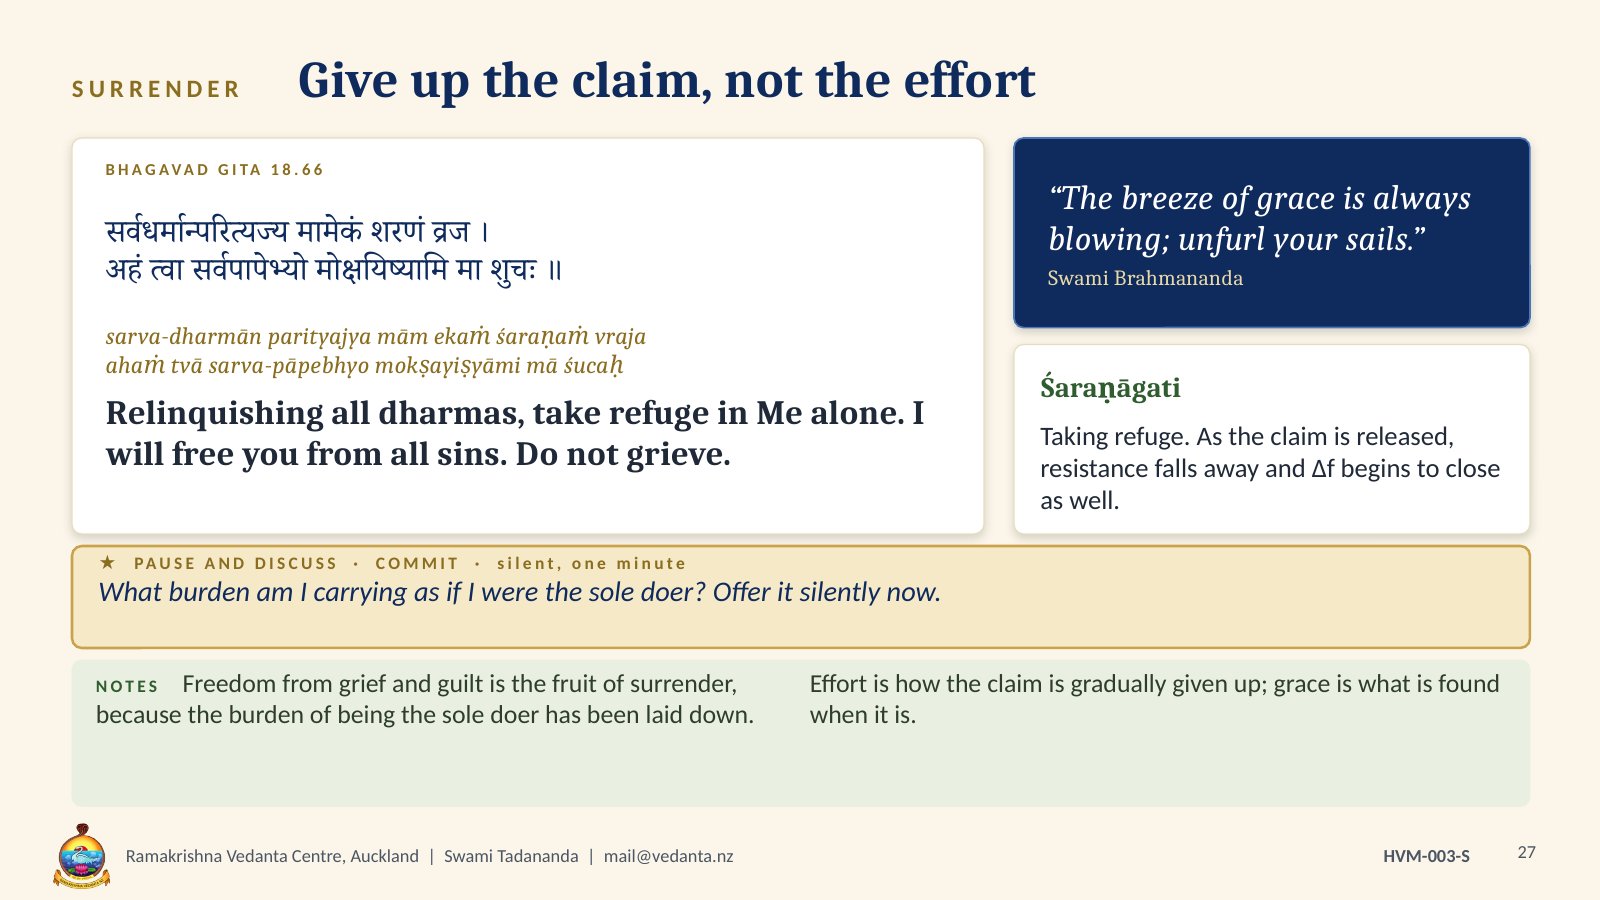 SURRENDER
Give up the claim, not the effort
BHAGAVAD GITA 18.66
सर्वधर्मान्परित्यज्य मामेकं शरणं व्रज ।
अहं त्वा सर्वपापेभ्यो मोक्षयिष्यामि मा शुचः ॥
sarva-dharmān parityajya mām ekaṁ śaraṇaṁ vraja
ahaṁ tvā sarva-pāpebhyo mokṣayiṣyāmi mā śucaḥ
Relinquishing all dharmas, take refuge in Me alone. I
will free you from all sins. Do not grieve.
“The breeze of grace is always
blowing; unfurl your sails.”
Swami Brahmananda
Śaraṇāgati
Taking refuge. As the claim is released,
resistance falls away and Δf begins to close
as well.
★ PAUSE AND DISCUSS · COMMIT · silent, one minute
What burden am I carrying as if I were the sole doer? Offer it silently now.
NOTES Freedom from grief and guilt is the fruit of surrender,
because the burden of being the sole doer has been laid down.
Effort is how the claim is gradually given up; grace is what is found
when it is.
Ramakrishna Vedanta Centre, Auckland | Swami Tadananda | mail@vedanta.nz
HVM-003-S
27